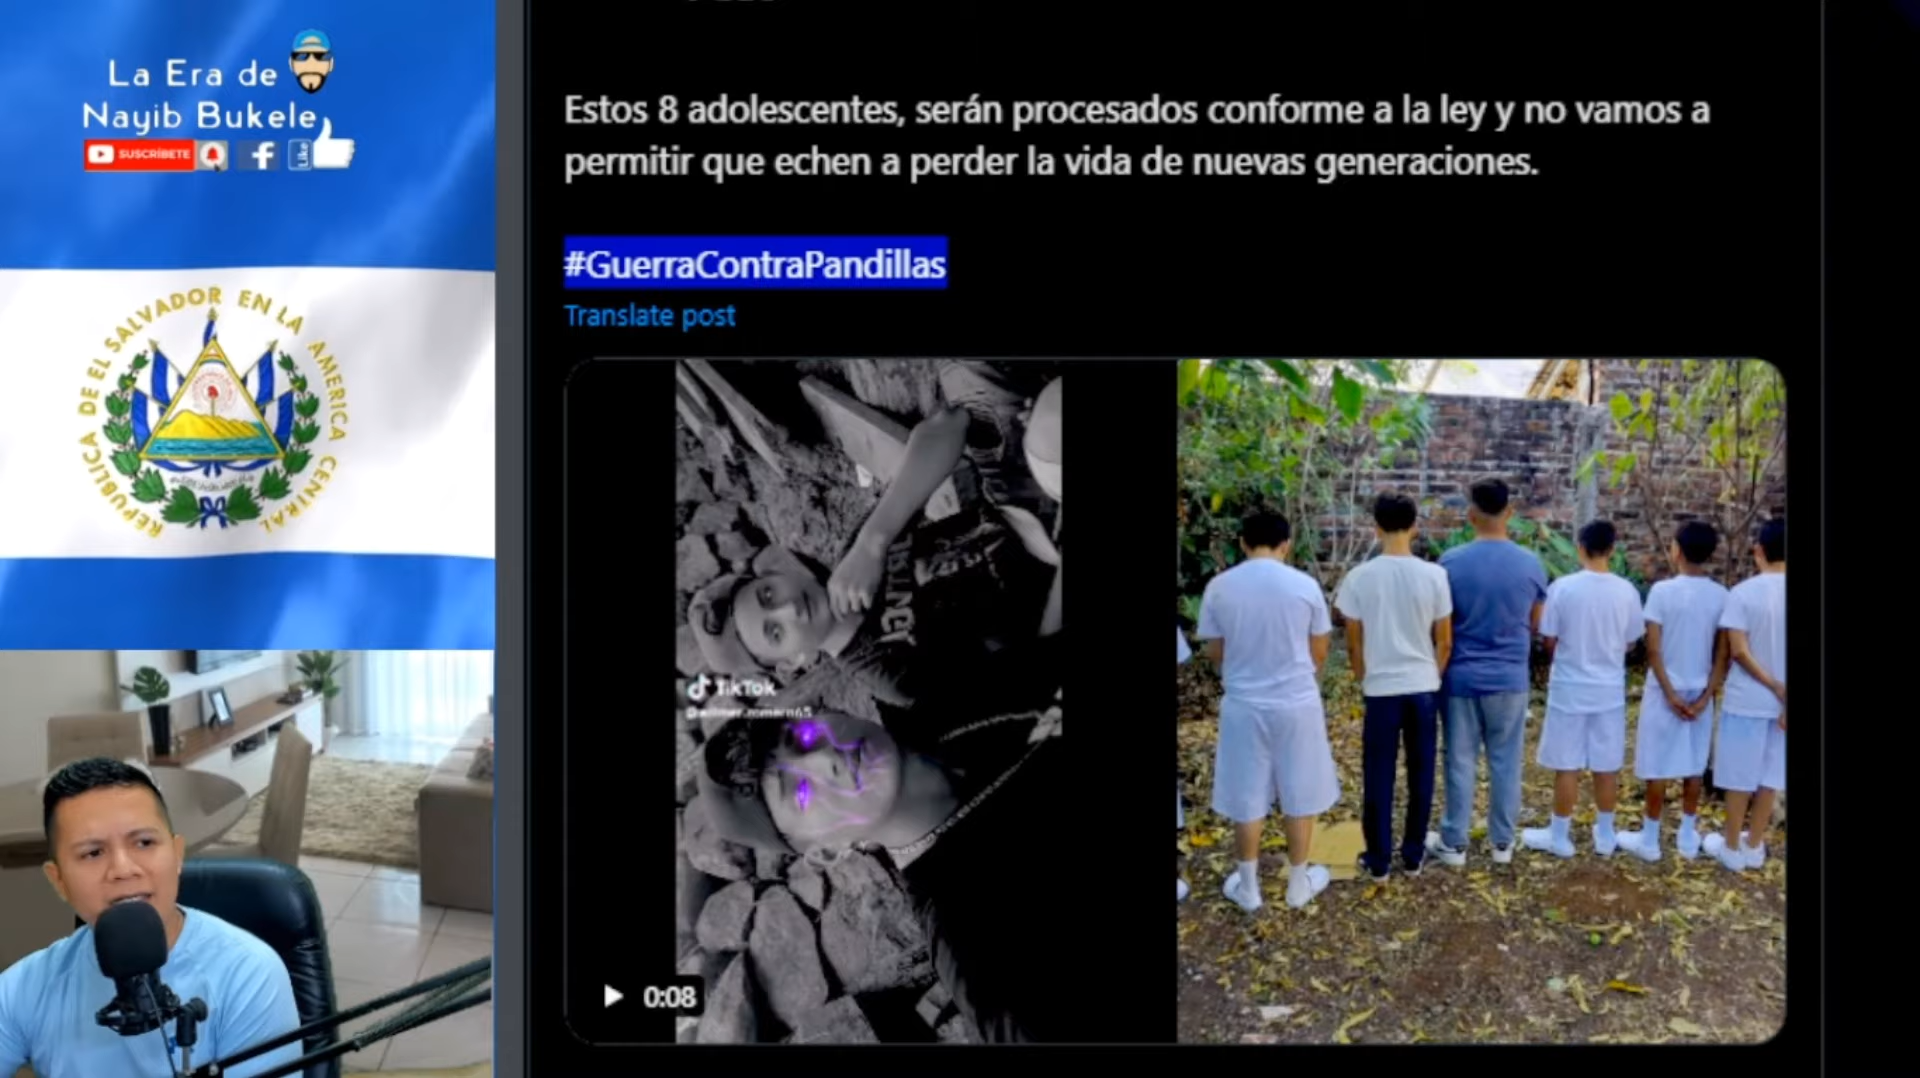 La Era de
Nayib Bukele
SUSCRÍBETE
Like
REPUBLICA DE EL SALVADOR EN LA AMERICA CENTRAL
Estos 8 adolescentes, serán procesados conforme a la ley y no vamos a
permitir que echen a perder la vida de nuevas generaciones.
#GuerraContraPandillas
Translate post
TikTok
0:08